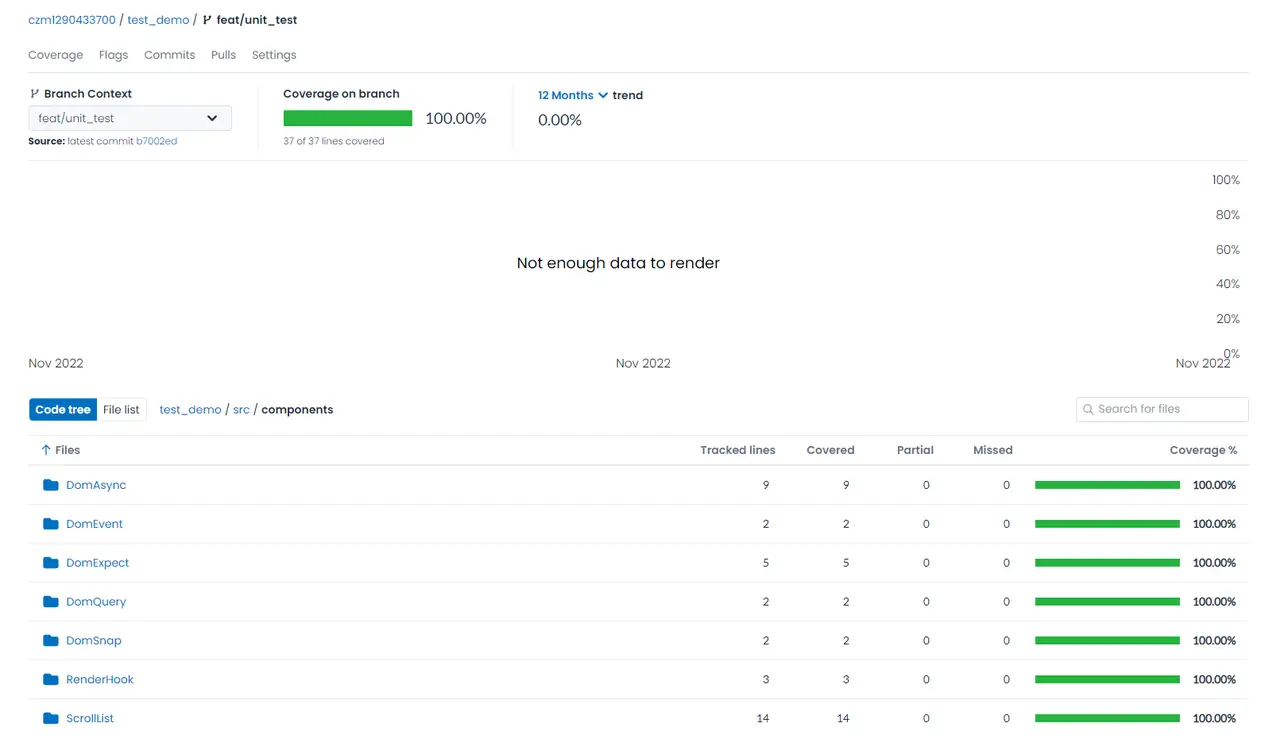 czm1290433700 / test_demo / feat/unit_test
Coverage Flags Commits Pulls Settings
Branch Context
feat/unit_test
Source: latest commit b7002ed
Coverage on branch
100.00%
37 of 37 lines covered
12 Months trend
0.00%
100%
80%
60%
Not enough data to render
40%
20%
0%
Nov 2022 Nov 2022 Nov 2022
Code tree File list test_demo / src / components Search for files
Files Tracked lines Covered Partial Missed Coverage %
DomAsync 9 9 0 0 100.00%
DomEvent 2 2 0 0 100.00%
DomExpect 5 5 0 0 100.00%
DomQuery 2 2 0 0 100.00%
DomSnap 2 2 0 0 100.00%
RenderHook 3 3 0 0 100.00%
ScrollList 14 14 0 0 100.00%